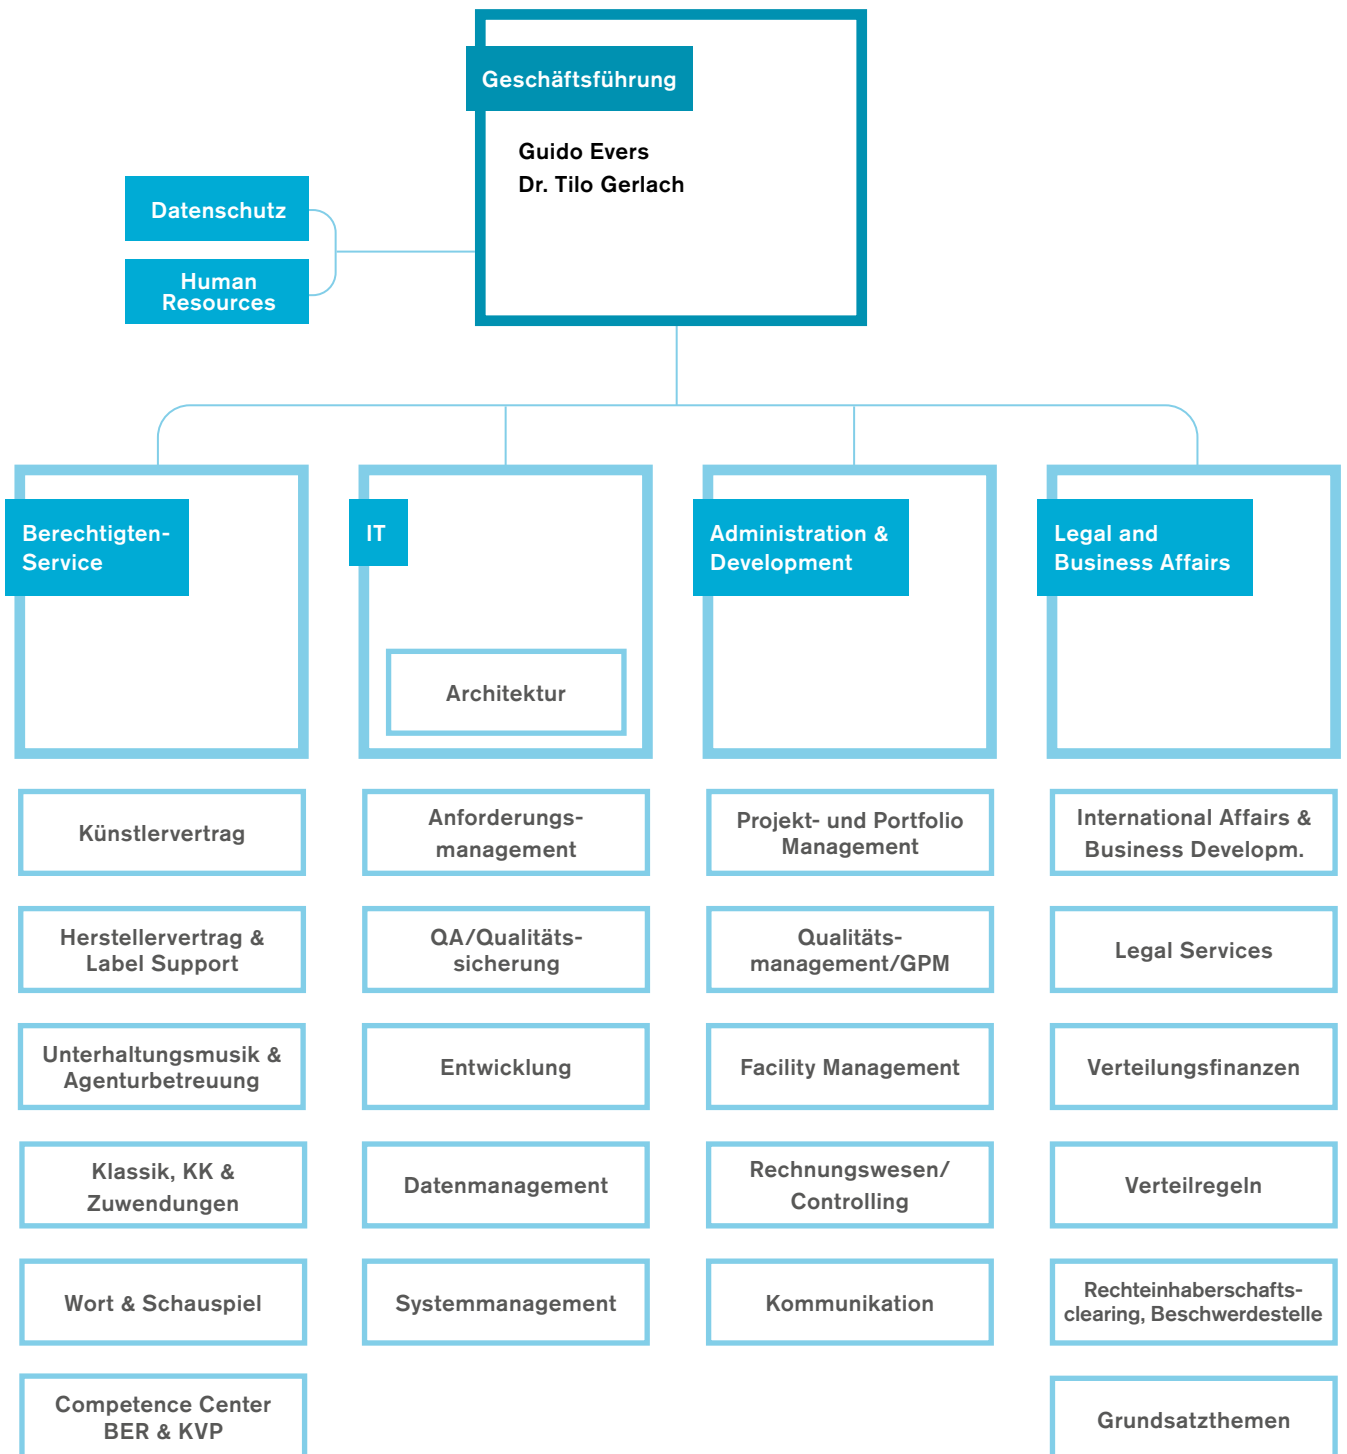 Geschäftsführung
Guido Evers
Dr. Tilo Gerlach
Datenschutz
Human
Resources
Berechtigten-
Service
Künstlervertrag
Herstellervertrag &
Label Support
Unterhaltungsmusik &
Agenturbetreuung
Klassik, KK &
Zuwendungen
Wort & Schauspiel
Competence Center
BER & KVP
IT
Architektur
Anforderungs-
management
QA/Qualitäts-
sicherung
Entwicklung
Datenmanagement
Systemmanagement
Administration &
Development
Projekt- und Portfolio
Management
Qualitäts-
management/GPM
Facility Management
Rechnungswesen/
Controlling
Kommunikation
Legal and
Business Affairs
International Affairs &
Business Developm.
Legal Services
Verteilungsfinanzen
Verteilregeln
Rechteinhaberschafts-
clearing, Beschwerdestelle
Grundsatzthemen